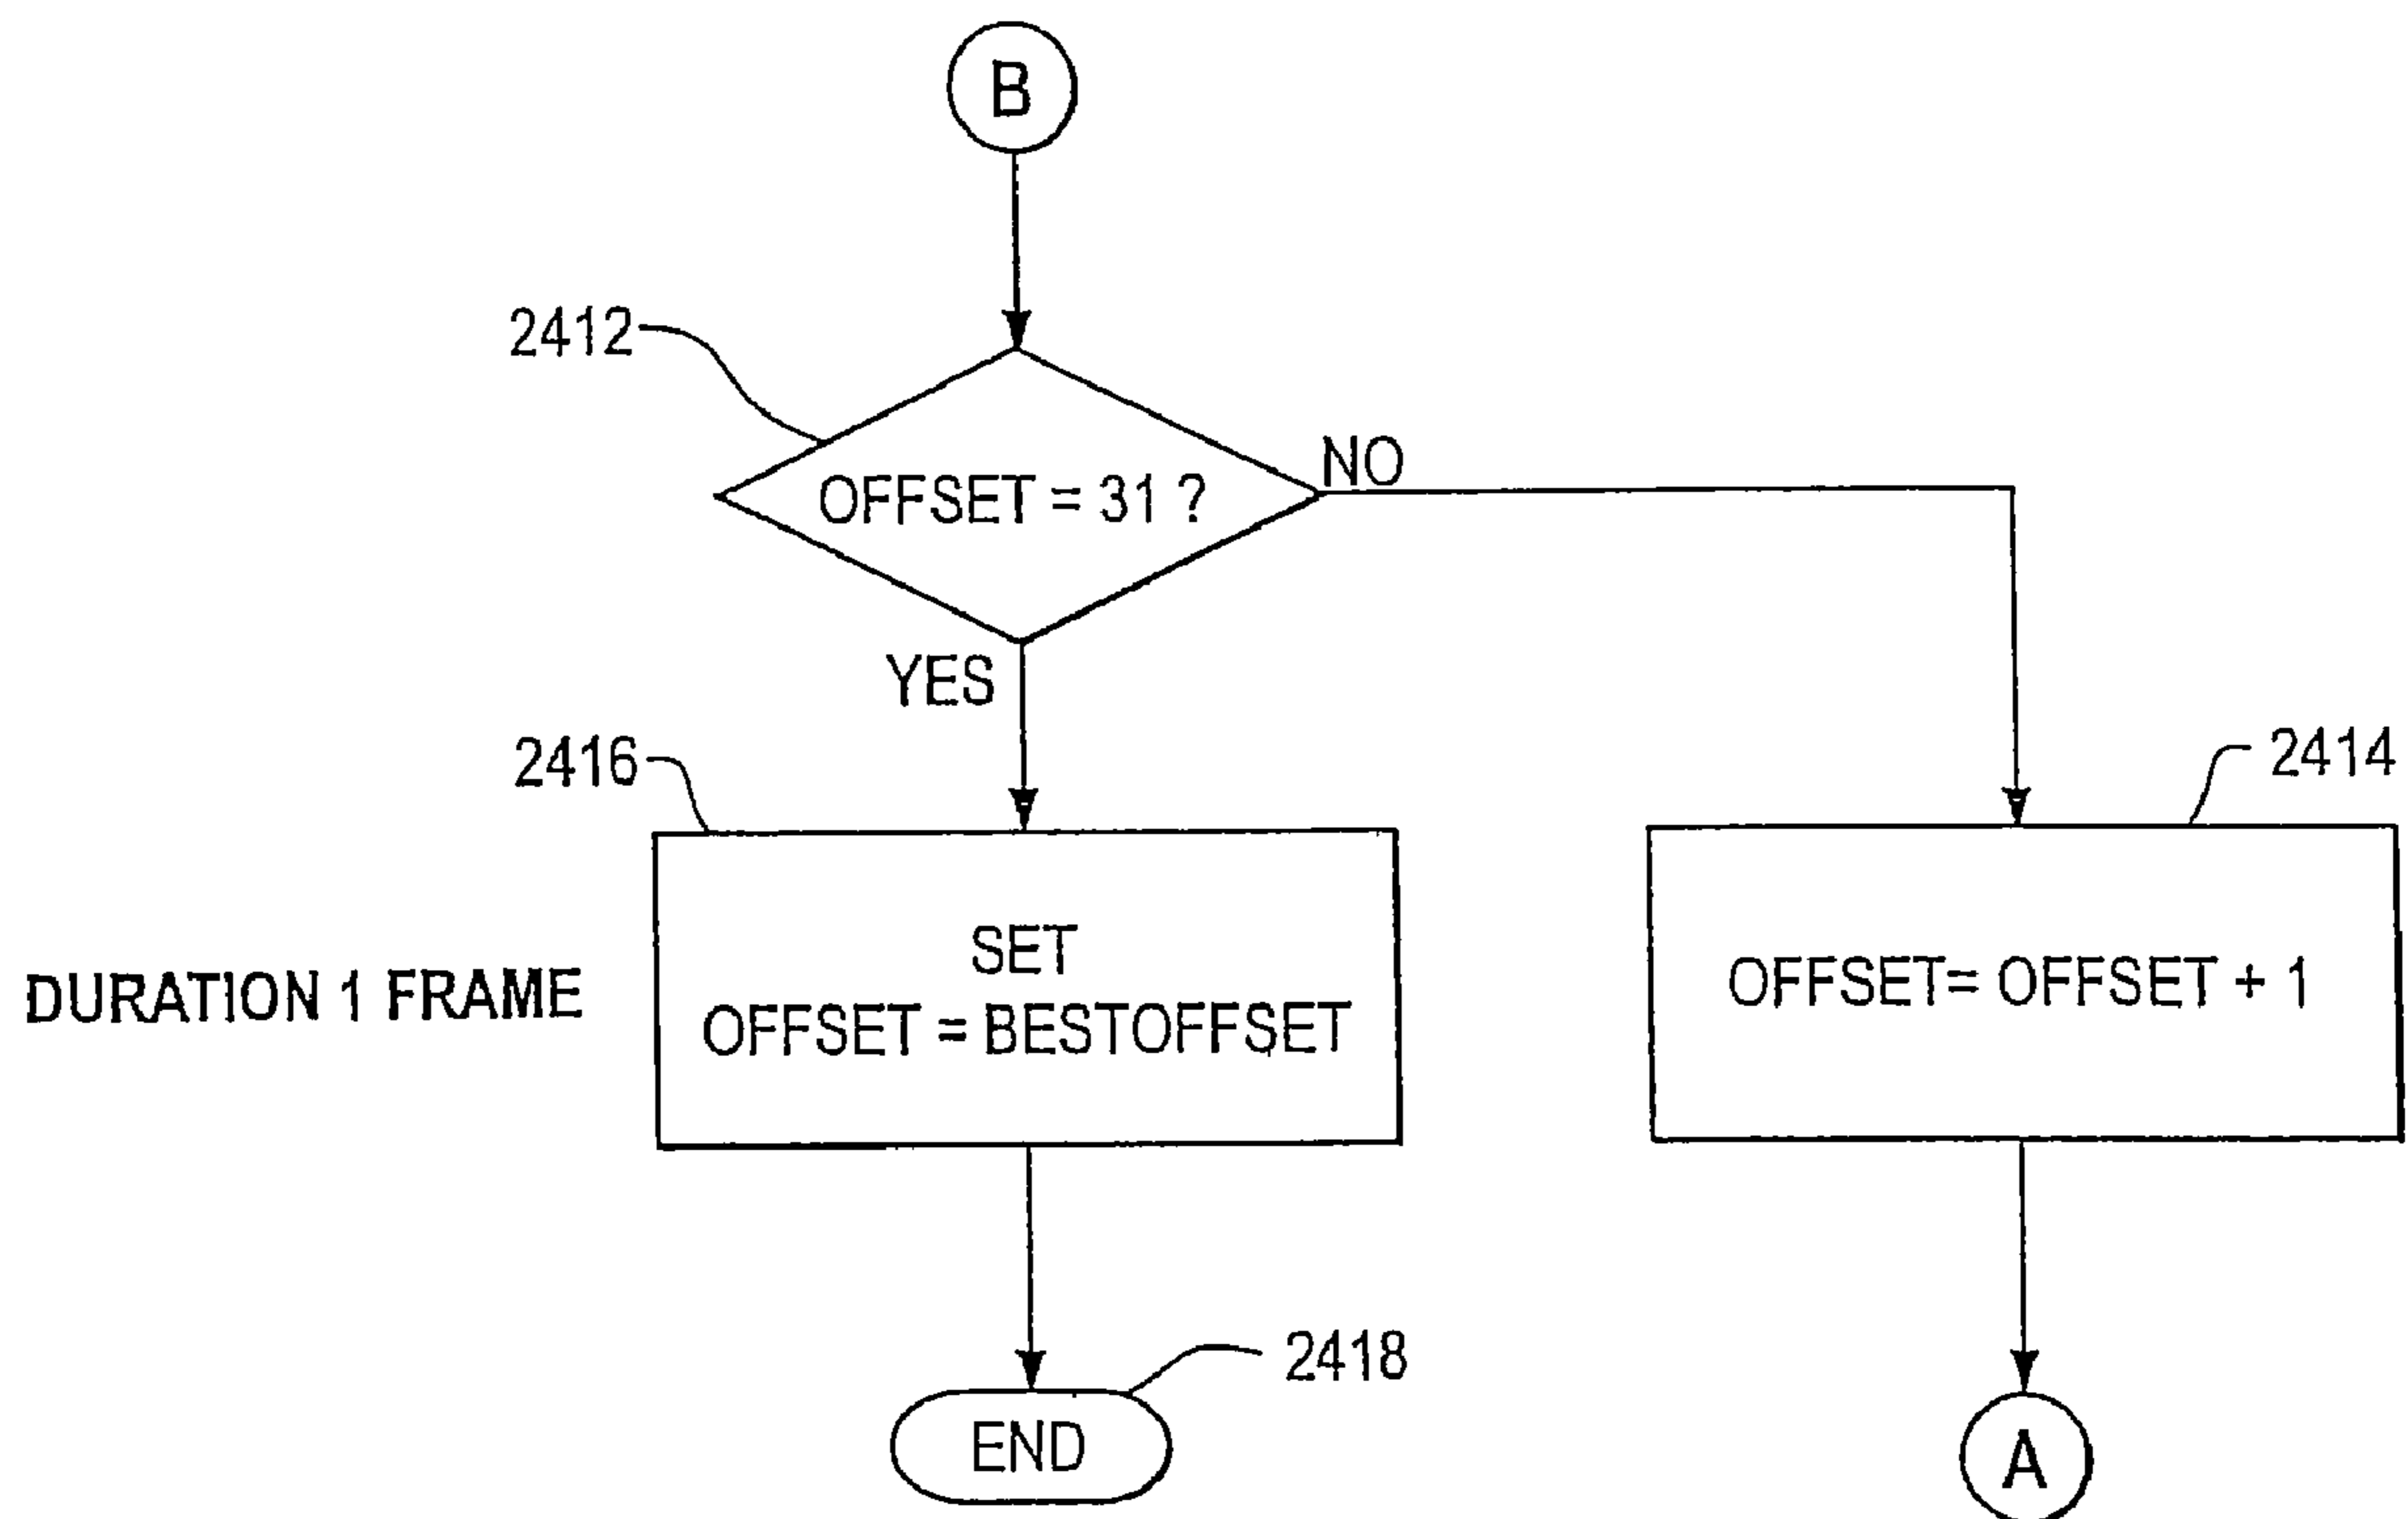 B
2412
OFFSET = 31 ?
NO
YES
2416
2414
SET
OFFSET = BESTOFFSET
OFFSET= OFFSET + 1
DURATION 1 FRAME
2418
END
A